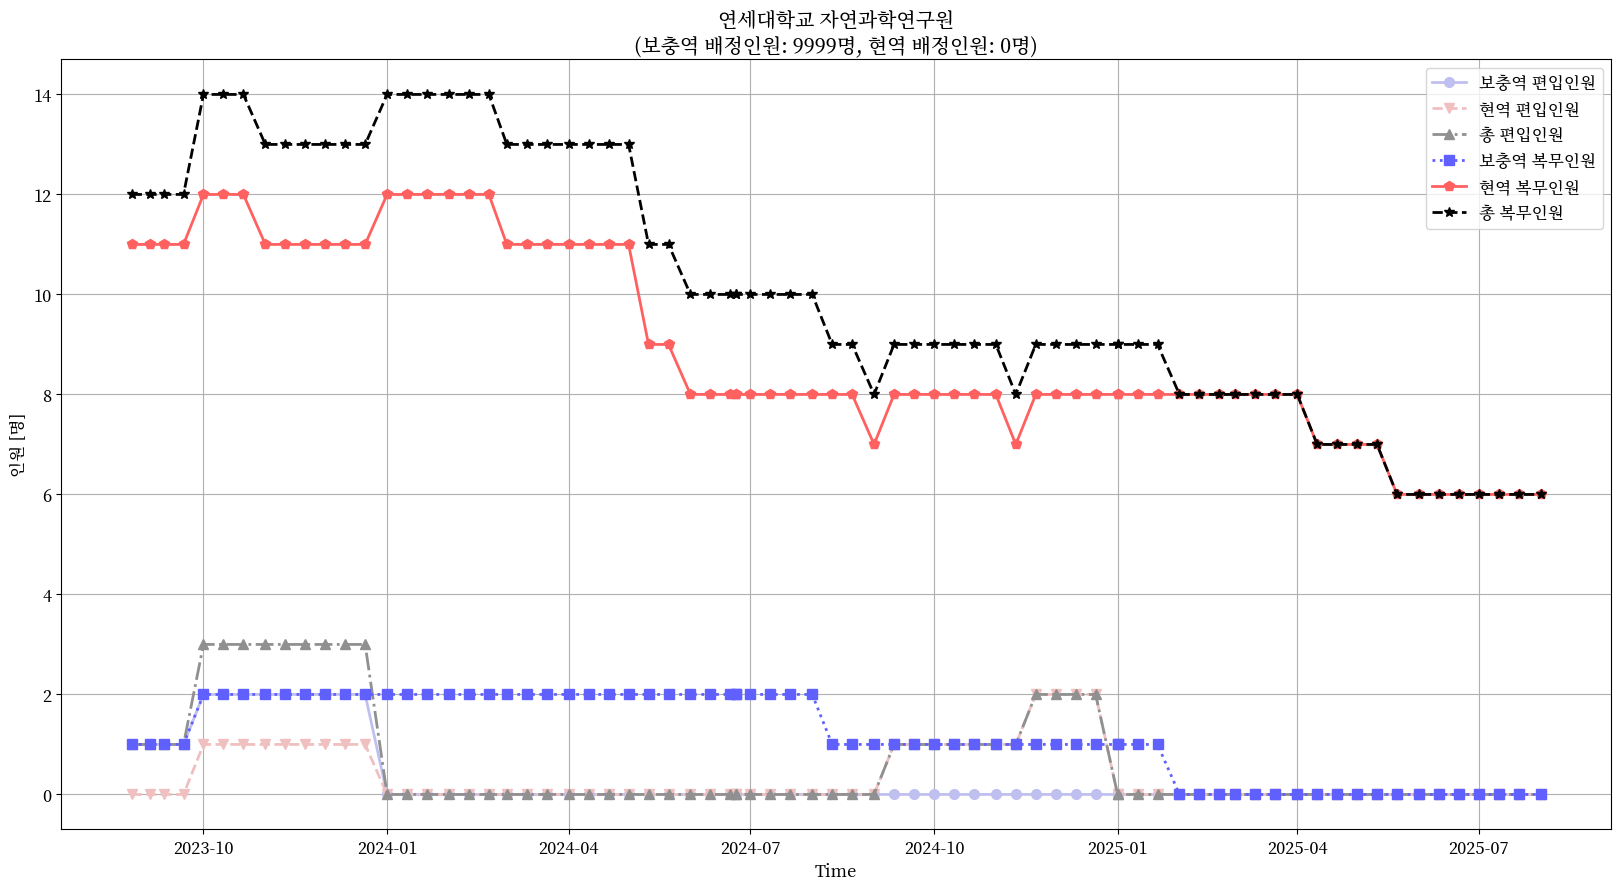 연세대학교 자연과학연구원
(보충역 배정인원: 9999명, 현역 배정인원: 0명)
14
12
10
8
6
4
2
0
인원 [명]
보충역 편입인원
현역 편입인원
총 편입인원
보충역 복무인원
현역 복무인원
총 복무인원
2023-10
2024-01
2024-04
2024-07
2024-10
2025-01
2025-04
2025-07
Time